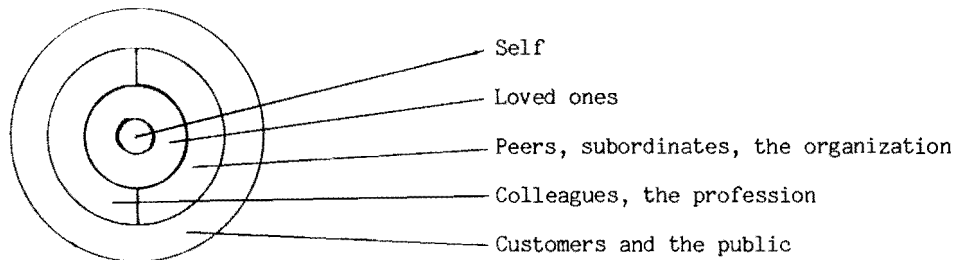 Self
Loved ones
Peers, subordinates, the organization
Colleagues, the profession
Customers and the public